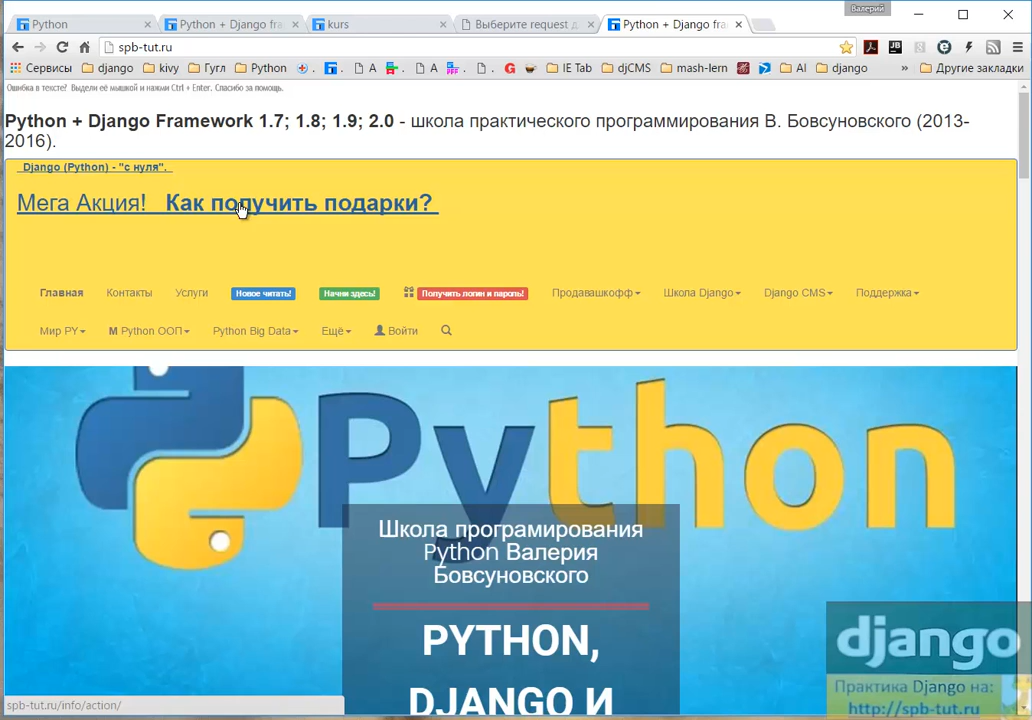 Валерий
Python
Python + Django fra
kurs
Выберите request д
Python + Django fra
spb-tut.ru
Сервисы
django
kivy
Гугл
Python
A
A
IE Tab
djCMS
mash-lern
AI
django
»
Другие закладки
Ошибка в тексте? Выдели её мышкой и нажми Ctrl + Enter. Спасибо за помощь.
Python + Django Framework 1.7; 1.8; 1.9; 2.0 - школа практического программирования В. Бовсуновского (2013-
2016).
Django (Python) - "с нуля".
Мега Акция! Как получить подарки?
Главная Контакты Услуги Новое читать! Начни здесь! Получить логин и пароль! Продавашкофф Школа Django Django CMS Поддержка
Мир PY M Python ООП Python Big Data Ещё Войти
Python
Школа програмирования
Python Валерия
Бовсуновского
PYTHON,
DJANGO И
django
Практика Django на:
http://spb-tut.ru
spb-tut.ru/info/action/